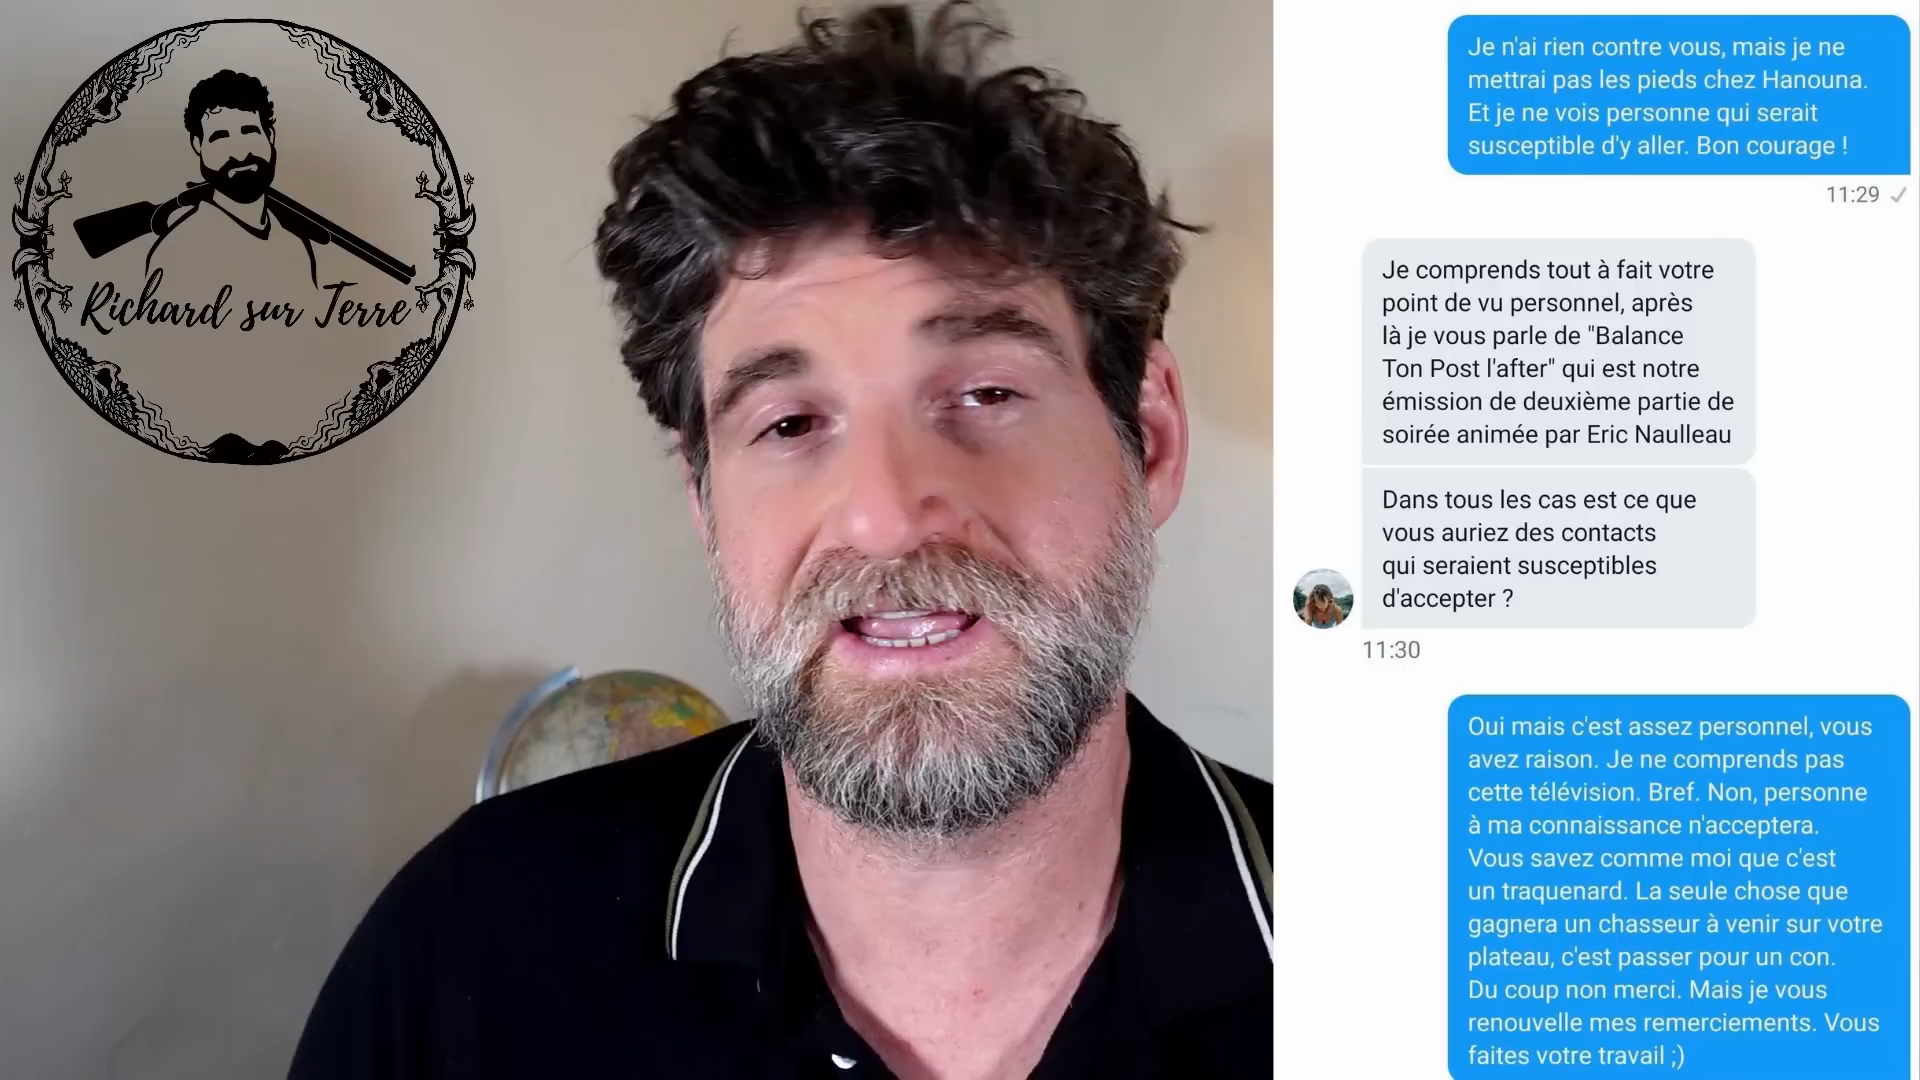 Richard sur Terre
Je n'ai rien contre vous, mais je ne
mettrai pas les pieds chez Hanouna.
Et je ne vois personne qui serait
susceptible d'y aller. Bon courage !
11:29
Je comprends tout à fait votre
point de vu personnel, après
là je vous parle de "Balance
Ton Post l'after" qui est notre
émission de deuxième partie de
soirée animée par Eric Naulleau
Dans tous les cas est ce que
vous auriez des contacts
qui seraient susceptibles
d'accepter ?
11:30
Oui mais c'est assez personnel, vous
avez raison. Je ne comprends pas
cette télévision. Bref. Non, personne
à ma connaissance n'acceptera.
Vous savez comme moi que c'est
un traquenard. La seule chose que
gagnera un chasseur à venir sur votre
plateau, c'est passer pour un con.
Du coup non merci. Mais je vous
renouvelle mes remerciements. Vous
faites votre travail ;)